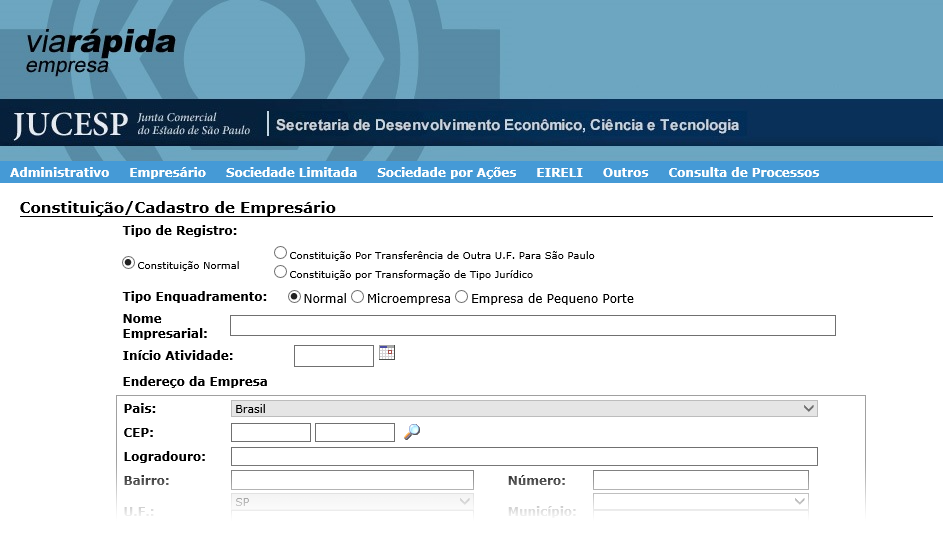 viarápida
empresa
JUCESP Junta Comercial
do Estado de São Paulo
Secretaria de Desenvolvimento Econômico, Ciência e Tecnologia
Administrativo Empresário Sociedade Limitada Sociedade por Ações EIRELI Outros Consulta de Processos
Constituição/Cadastro de Empresário
Tipo de Registro:
Constituição Normal
Constituição Por Transferência de Outra U.F. Para São Paulo
Constituição por Transformação de Tipo Jurídico
Tipo Enquadramento: Normal Microempresa Empresa de Pequeno Porte
Nome
Empresarial:
Início Atividade:
Endereço da Empresa
Pais: Brasil
CEP:
Logradouro:
Bairro: Número:
U.F.: SP Município: